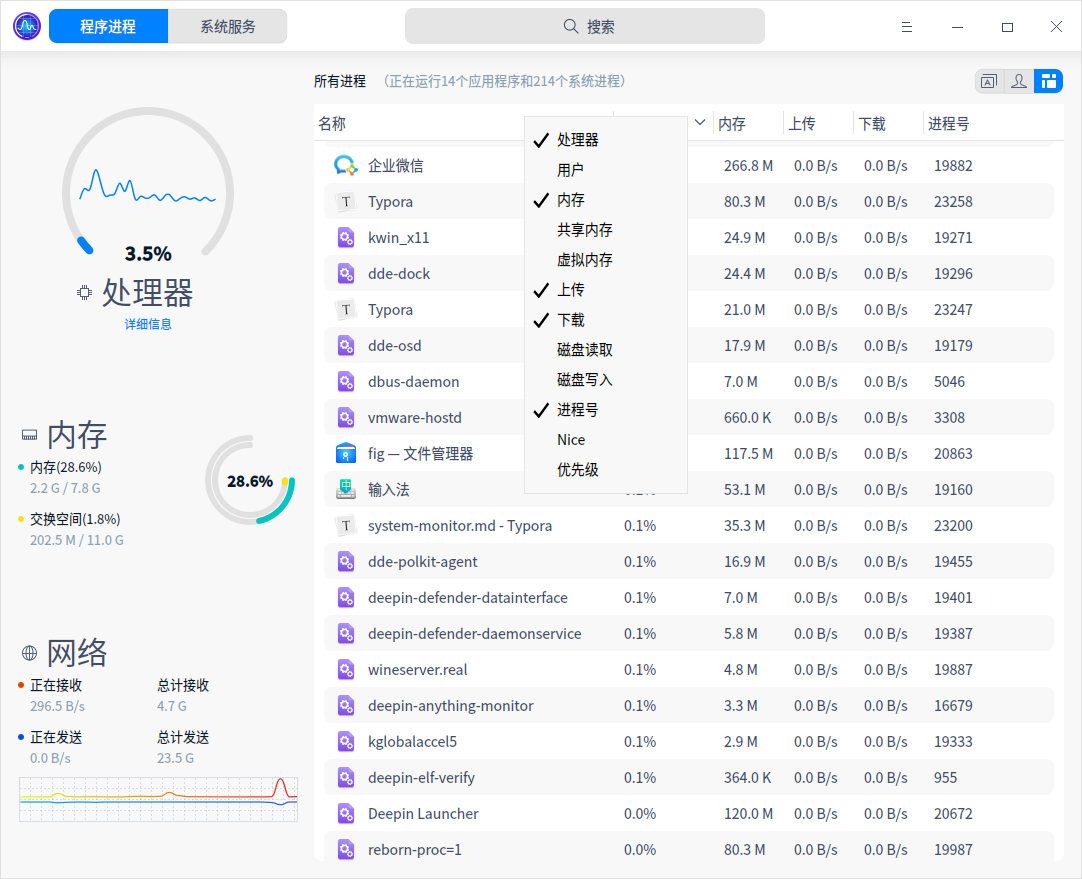 程序进程 系统服务 搜索
所有进程 (正在运行14个应用程序和214个系统进程)
名称 内存 上传 下载 进程号
处理器
用户
内存
共享内存
虚拟内存
上传
下载
磁盘读取
磁盘写入
进程号
Nice
优先级
企业微信 266.8 M 0.0 B/s 0.0 B/s 19882
T Typora 80.3 M 0.0 B/s 0.0 B/s 23258
kwin_x11 24.9 M 0.0 B/s 0.0 B/s 19271
dde-dock 24.4 M 0.0 B/s 0.0 B/s 19296
T Typora 21.0 M 0.0 B/s 0.0 B/s 23247
dde-osd 17.9 M 0.0 B/s 0.0 B/s 19179
dbus-daemon 7.0 M 0.0 B/s 0.0 B/s 5046
vmware-hostd 660.0 K 0.0 B/s 0.0 B/s 3308
fig — 文件管理器 117.5 M 0.0 B/s 0.0 B/s 20863
输入法 53.1 M 0.0 B/s 0.0 B/s 19160
T system-monitor.md - Typora 0.1% 35.3 M 0.0 B/s 0.0 B/s 23200
dde-polkit-agent 0.1% 16.9 M 0.0 B/s 0.0 B/s 19455
deepin-defender-datainterface 0.1% 7.0 M 0.0 B/s 0.0 B/s 19401
deepin-defender-daemonservice 0.1% 5.8 M 0.0 B/s 0.0 B/s 19387
wineserver.real 0.1% 4.8 M 0.0 B/s 0.0 B/s 19887
deepin-anything-monitor 0.1% 3.3 M 0.0 B/s 0.0 B/s 16679
kglobalaccel5 0.1% 2.9 M 0.0 B/s 0.0 B/s 19333
deepin-elf-verify 0.1% 364.0 K 0.0 B/s 0.0 B/s 955
Deepin Launcher 0.0% 120.0 M 0.0 B/s 0.0 B/s 20672
reborn-proc=1 0.0% 80.3 M 0.0 B/s 0.0 B/s 19987
3.5%
处理器
详细信息
内存
内存(28.6%)
2.2 G / 7.8 G
28.6%
交换空间(1.8%)
202.5 M / 11.0 G
网络
正在接收 总计接收
296.5 B/s 4.7 G
正在发送 总计发送
0.0 B/s 23.5 G